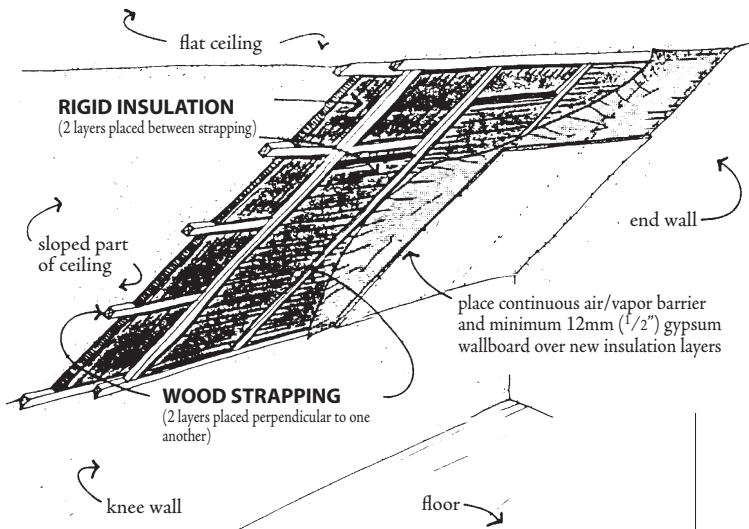 flat ceiling
RIGID INSULATION
(2 layers placed between strapping)
end wall
sloped part
of ceiling
place continuous air/vapor barrier
and minimum 12mm (1/2") gypsum
wallboard over new insulation layers
WOOD STRAPPING
(2 layers placed perpendicular to one
another)
knee wall
floor